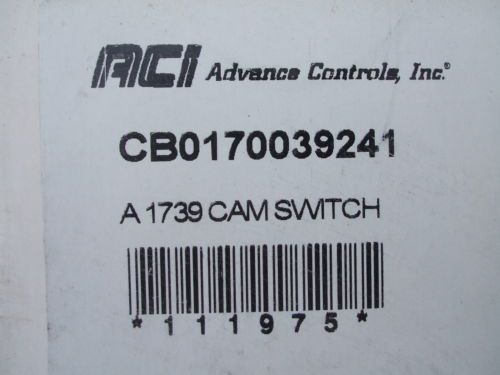 ACI Advance Controls, Inc.®
CB0170039241
A 1739 CAM SWITCH
*111975*